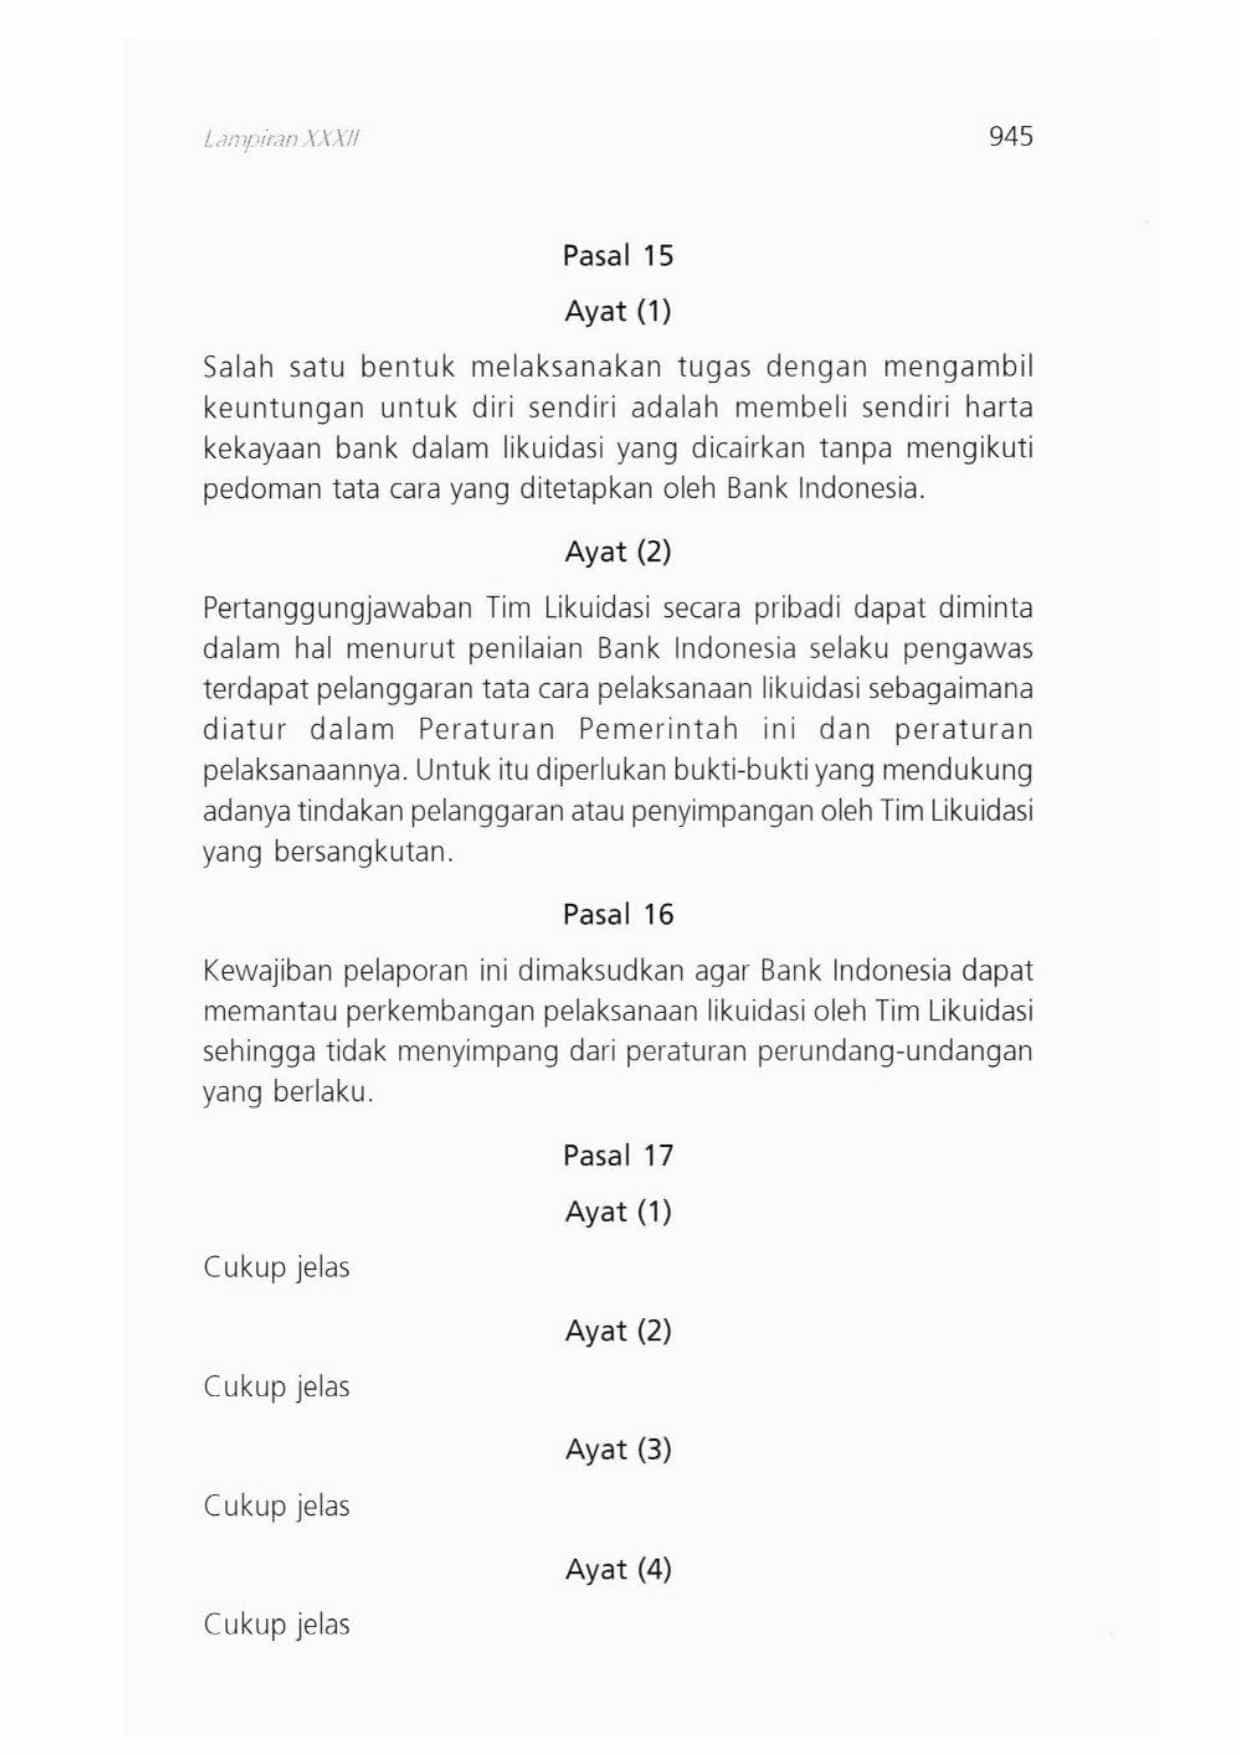 Lampiran XXXII
945
Pasal 15
Ayat (1)
Salah satu bentuk melaksanakan tugas dengan mengambil
keuntungan untuk diri sendiri adalah membeli sendiri harta
kekayaan bank dalam likuidasi yang dicairkan tanpa mengikuti
pedoman tata cara yang ditetapkan oleh Bank Indonesia.
Ayat (2)
Pertanggungjawaban Tim Likuidasi secara pribadi dapat diminta
dalam hal menurut penilaian Bank Indonesia selaku pengawas
terdapat pelanggaran tata cara pelaksanaan likuidasi sebagaimana
diatur dalam Peraturan Pemerintah ini dan peraturan
pelaksanaannya. Untuk itu diperlukan bukti-bukti yang mendukung
adanya tindakan pelanggaran atau penyimpangan oleh Tim Likuidasi
yang bersangkutan.
Pasal 16
Kewajiban pelaporan ini dimaksudkan agar Bank Indonesia dapat
memantau perkembangan pelaksanaan likuidasi oleh Tim Likuidasi
sehingga tidak menyimpang dari peraturan perundang-undangan
yang berlaku.
Pasal 17
Ayat (1)
Cukup jelas
Ayat (2)
Cukup jelas
Ayat (3)
Cukup jelas
Ayat (4)
Cukup jelas